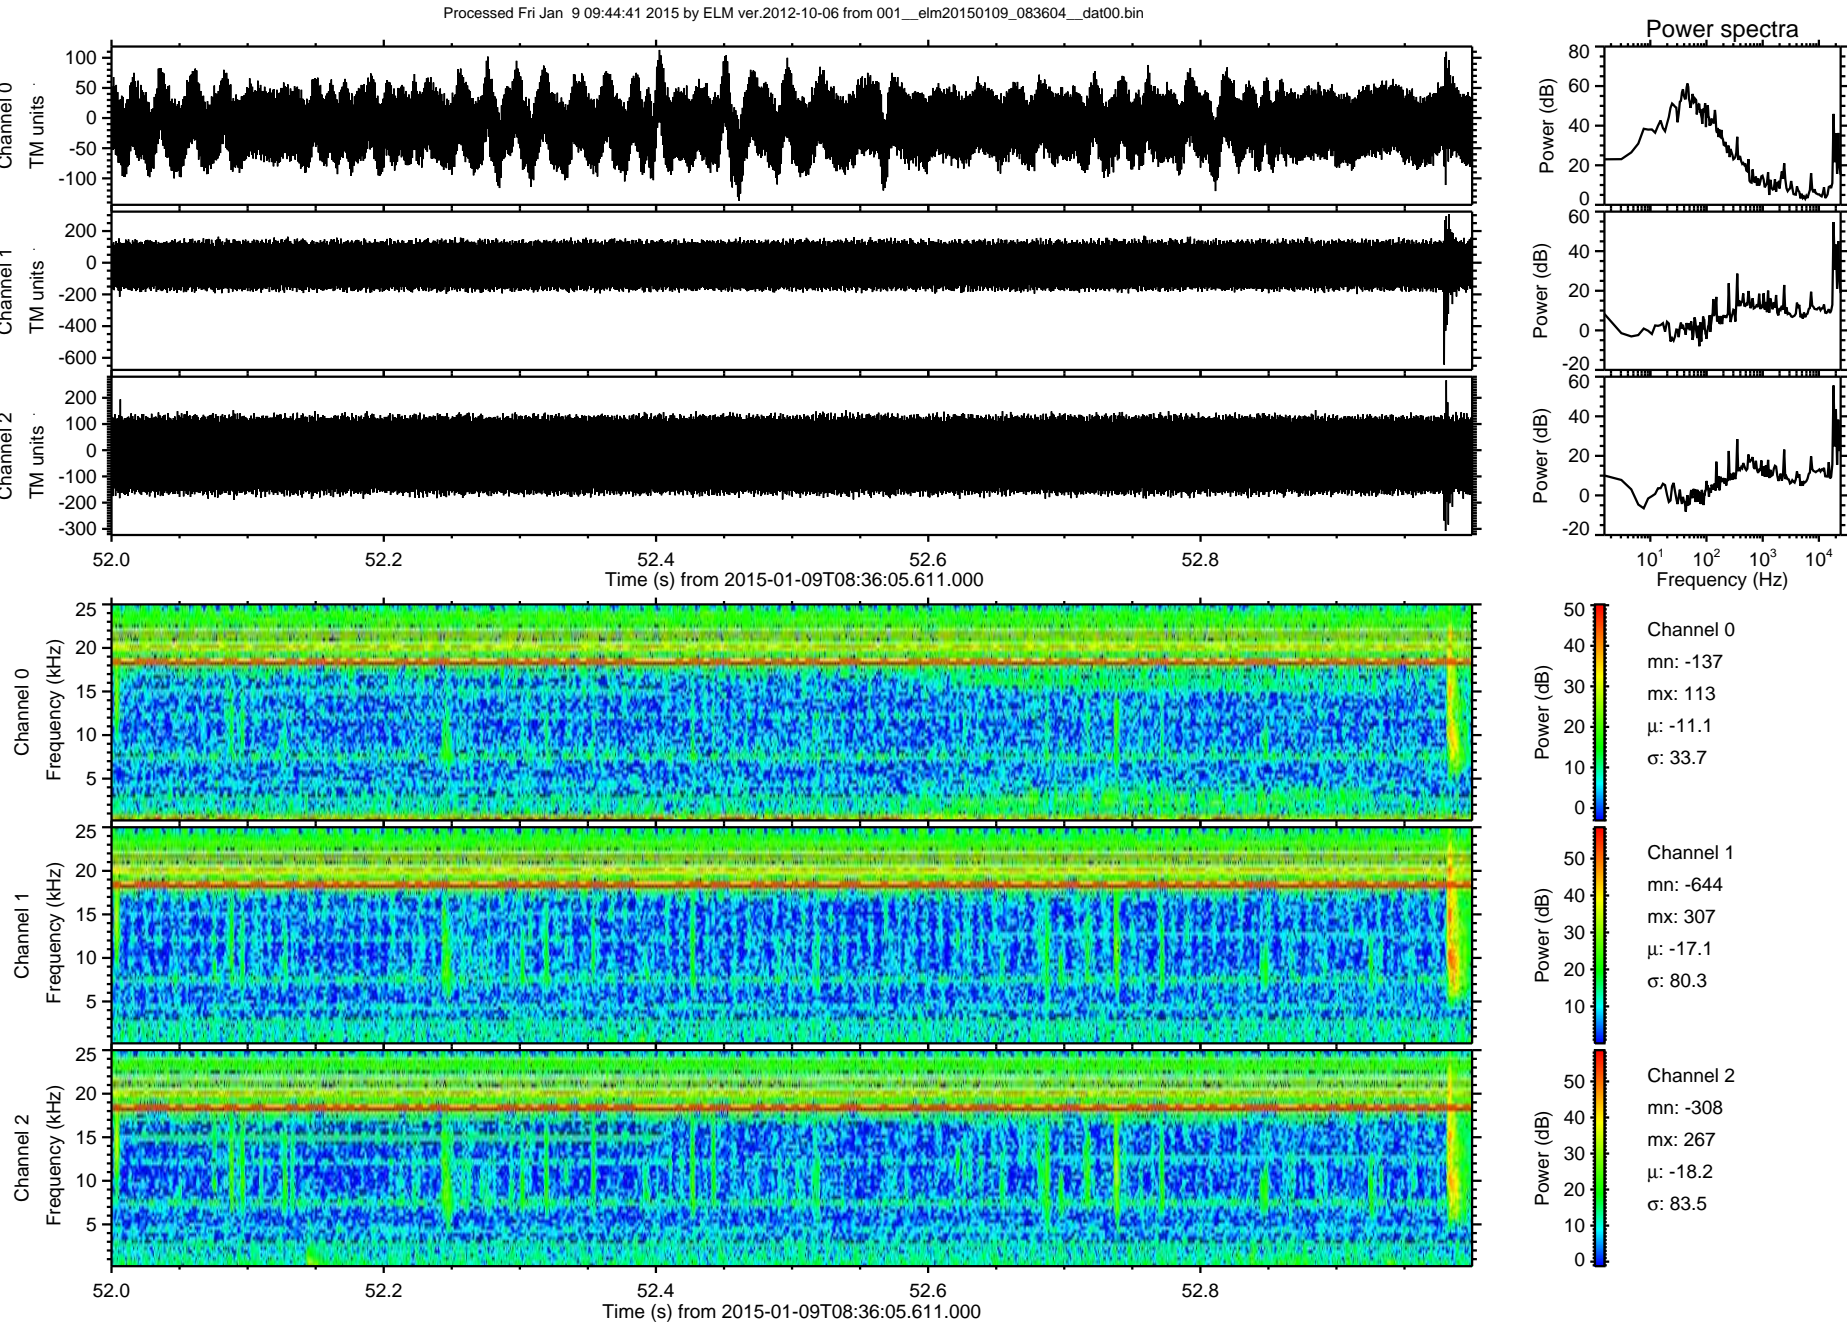 Processed Fri Jan  9 09:44:41 2015 by ELM ver.2012-10-06 from 001__elm20150109_083604__dat00.bin
Power spectra
Channel 0
TM units
100
50
0
-50
-100
Power (dB)
80
60
40
20
0
Channel 1
TM units
200
0
-200
-400
-600
Power (dB)
60
40
20
0
-20
Channel 2
TM units
200
100
0
-100
-200
-300
Power (dB)
60
40
20
0
-20
52.0 52.2 52.4 52.6 52.8
Time (s) from 2015-01-09T08:36:05.611.000
10^1 10^2 10^3 10^4
Frequency (Hz)
Channel 0
Frequency (kHz)
25
20
15
10
5
Power (dB)
50
40
30
20
10
0
Channel 0
mn: -137
mx: 113
μ: -11.1
σ: 33.7
Channel 1
Frequency (kHz)
25
20
15
10
5
Power (dB)
50
40
30
20
10
Channel 1
mn: -644
mx: 307
μ: -17.1
σ: 80.3
Channel 2
Frequency (kHz)
25
20
15
10
5
Power (dB)
50
40
30
20
10
0
Channel 2
mn: -308
mx: 267
μ: -18.2
σ: 83.5
52.0 52.2 52.4 52.6 52.8
Time (s) from 2015-01-09T08:36:05.611.000